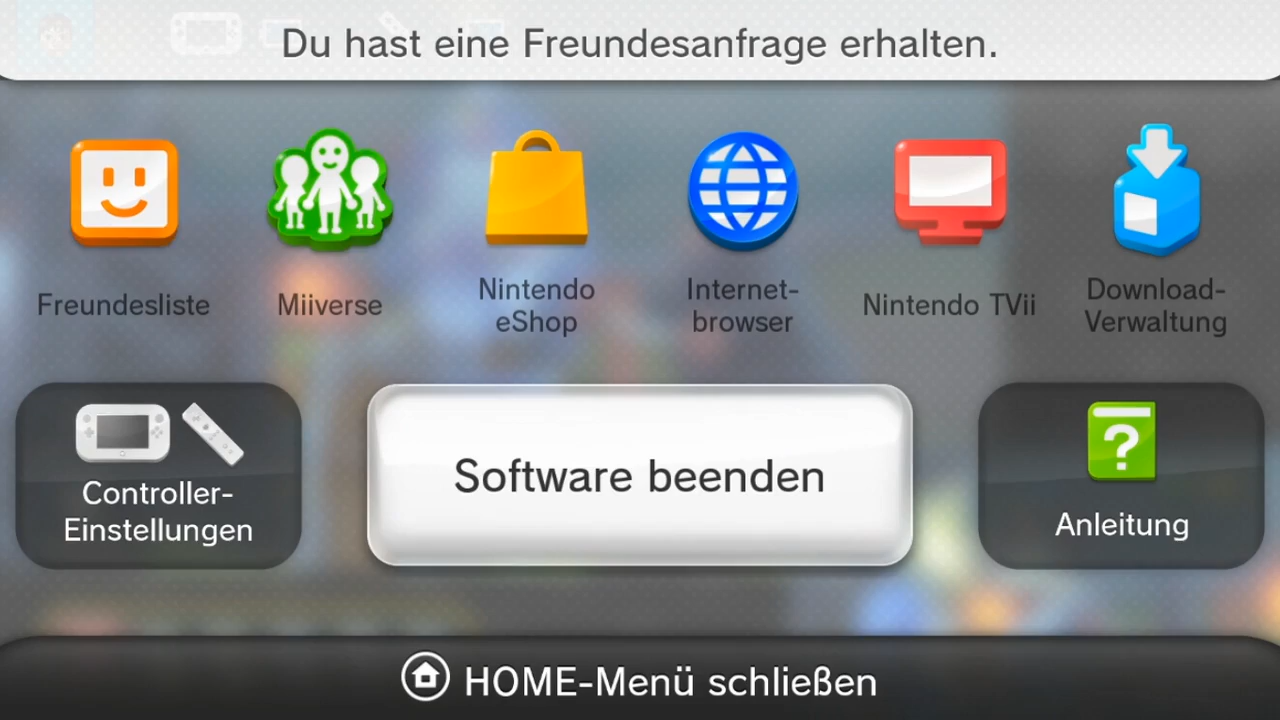 Du hast eine Freundesanfrage erhalten.
Freundesliste
Miiverse
Nintendo
eShop
Internet-
browser
Nintendo TVii
Download-
Verwaltung
Controller-
Einstellungen
Software beenden
?
Anleitung
HOME-Menü schließen